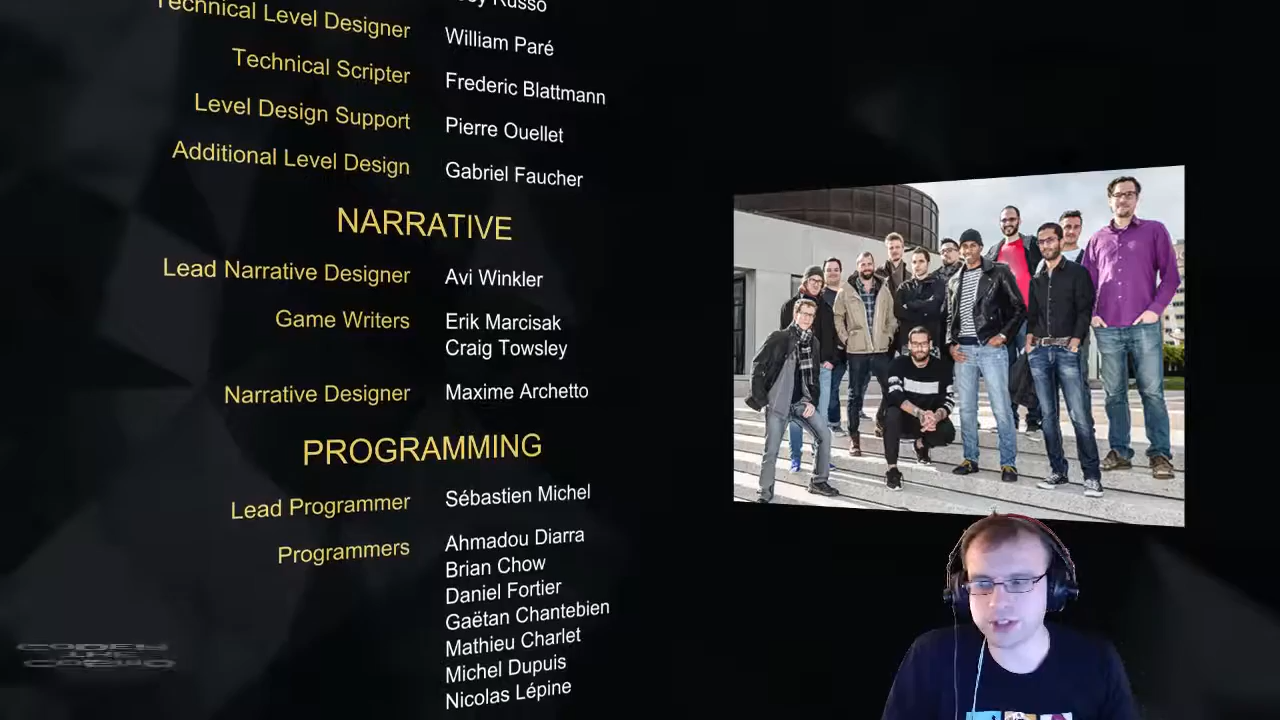 Russo
Technical Level Designer William Paré
Technical Scripter Frederic Blattmann
Level Design Support Pierre Ouellet
Additional Level Design Gabriel Faucher
NARRATIVE
Lead Narrative Designer Avi Winkler
Game Writers Erik Marcisak
Craig Towsley
Narrative Designer Maxime Archetto
PROGRAMMING
Lead Programmer Sébastien Michel
Programmers Ahmadou Diarra
Brian Chow
Daniel Fortier
Gaëtan Chantebien
Mathieu Charlet
Michel Dupuis
Nicolas Lépine